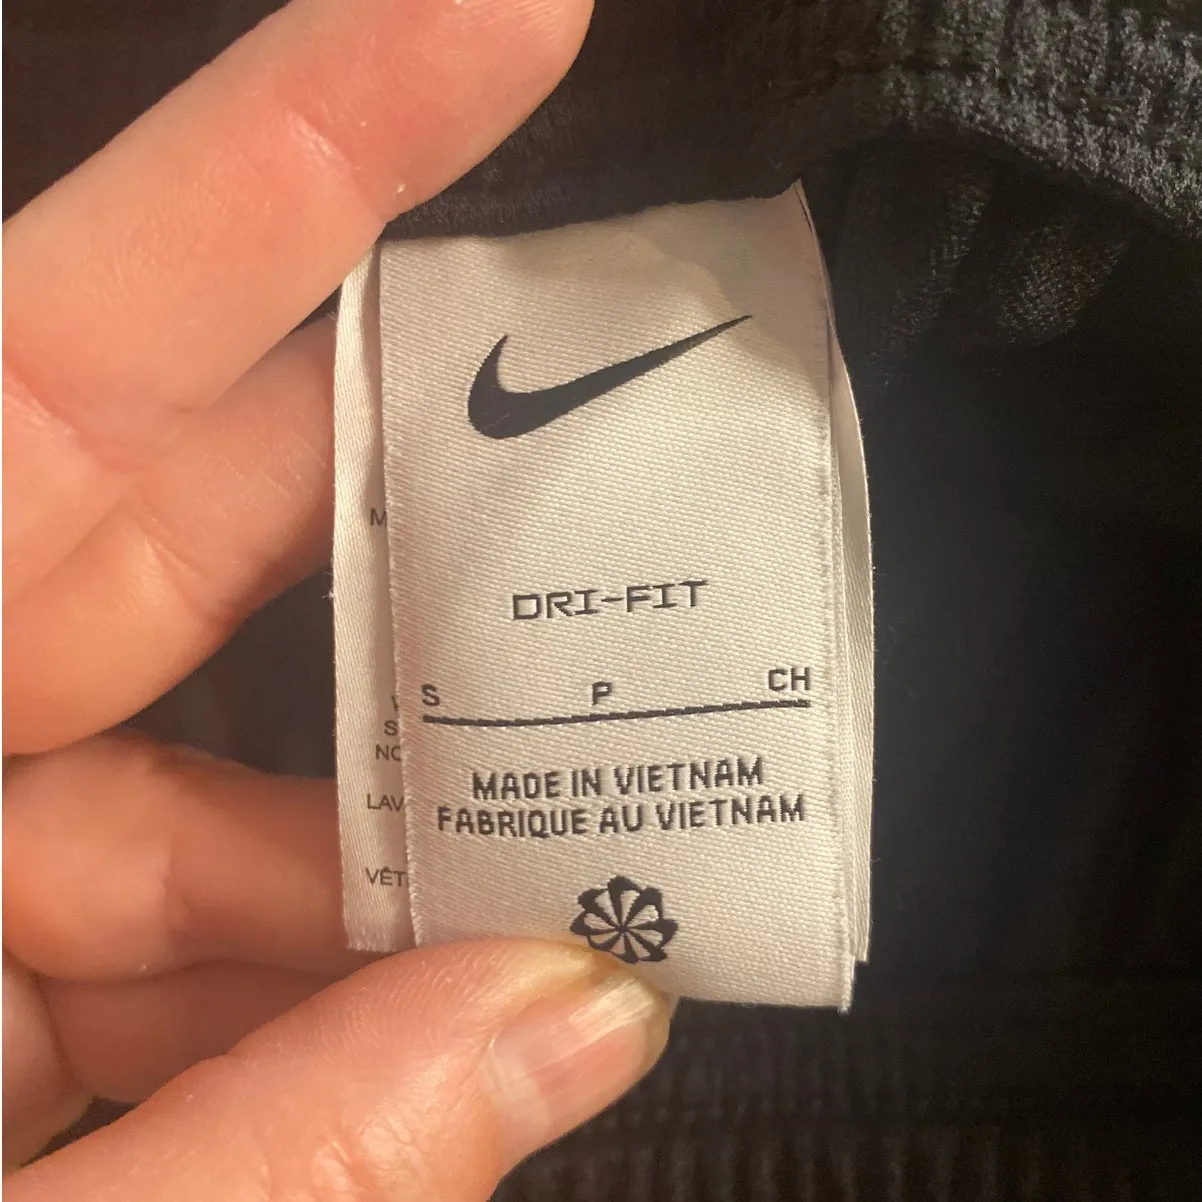 DRI-FIT
S P CH
MADE IN VIETNAM
FABRIQUE AU VIETNAM